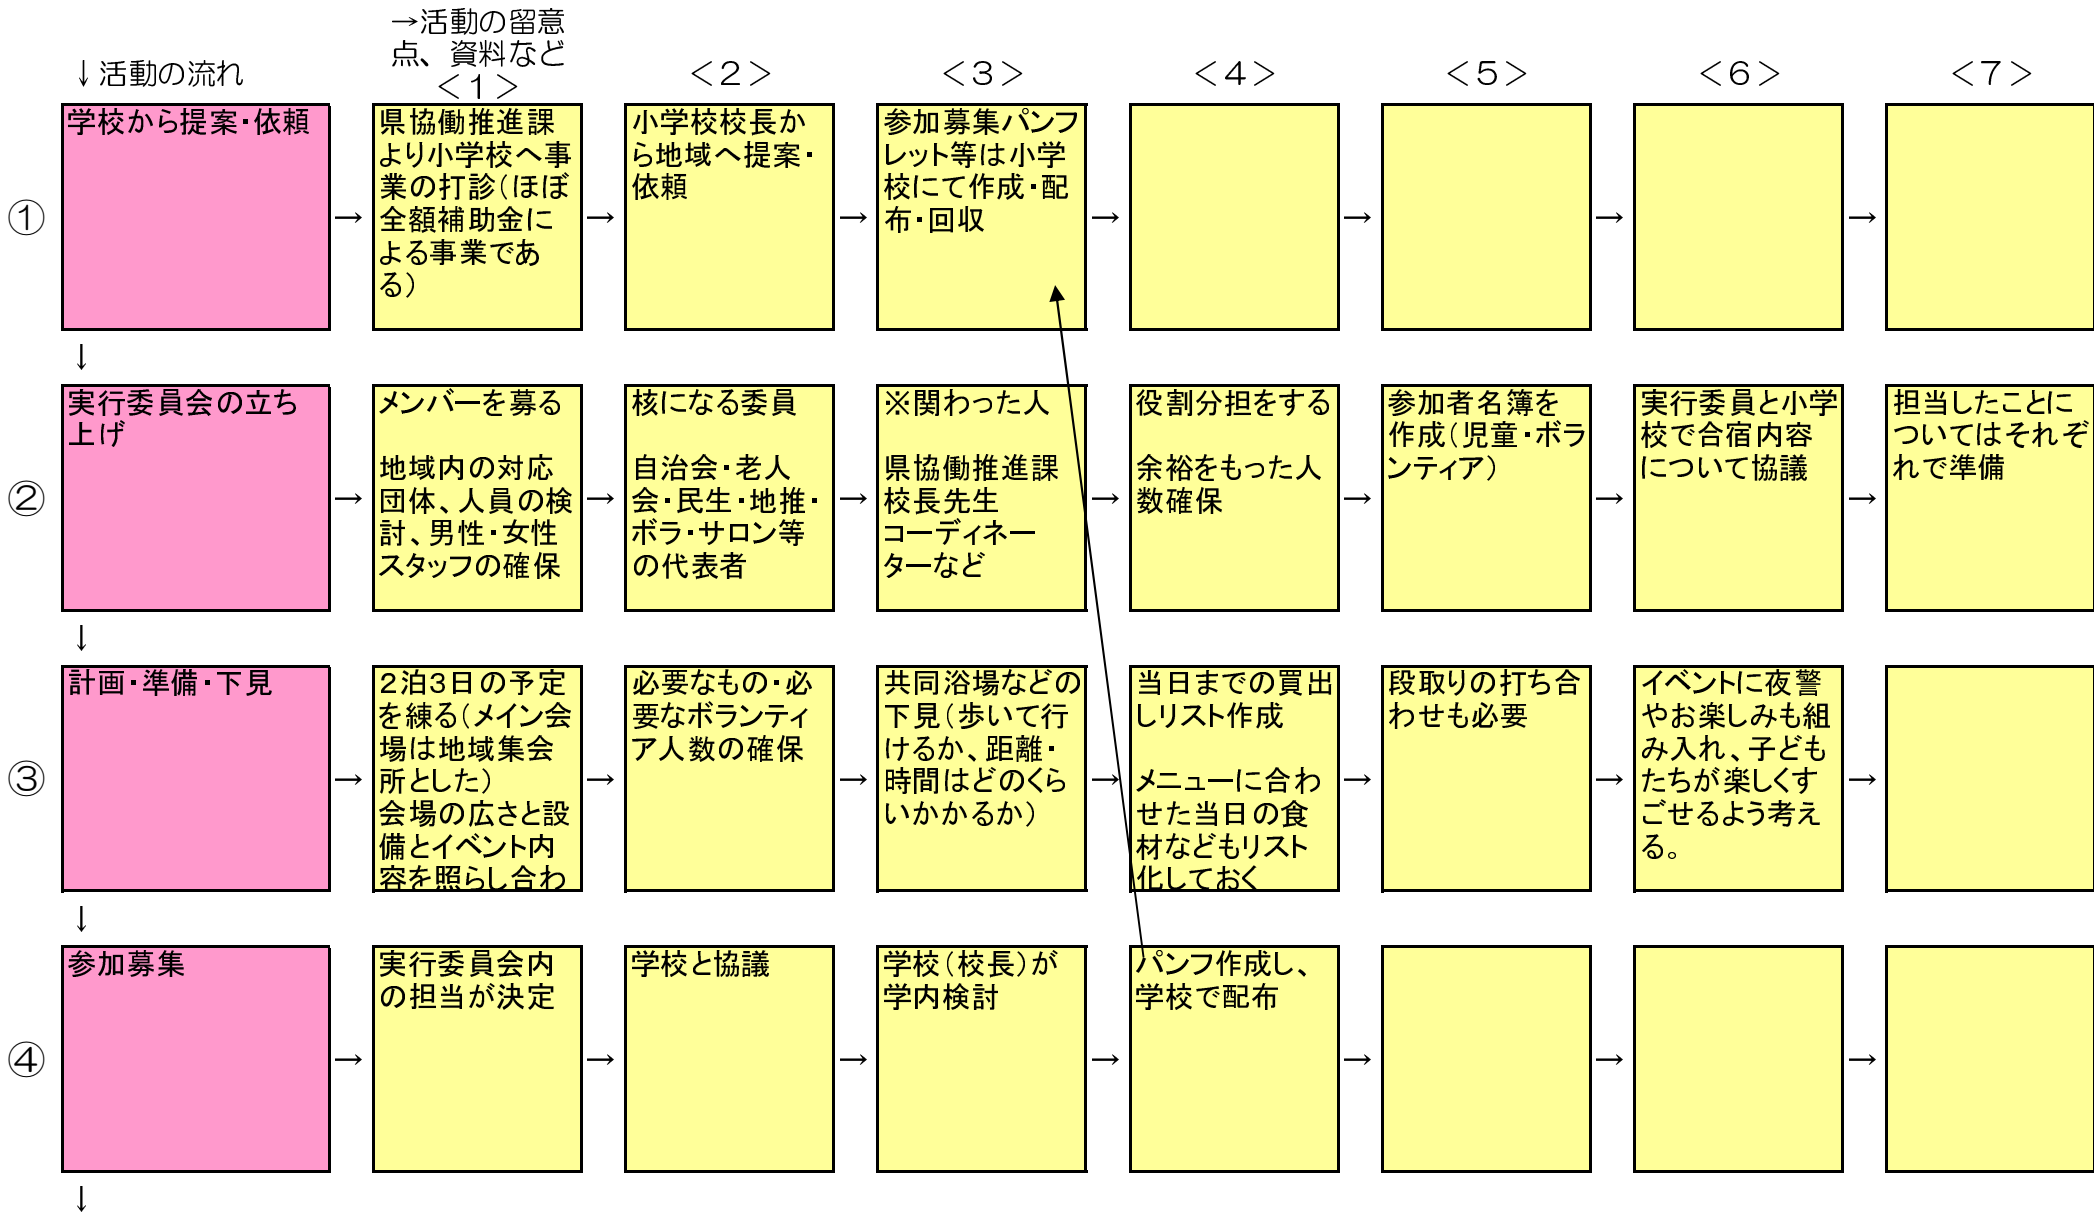 →活動の留意
点、資料など
↓活動の流れ
＜１＞
＜２＞
＜３＞
＜４＞
＜５＞
＜６＞
＜７＞
①
学校から提案・依頼
→
県協働推進課
より小学校へ事
業の打診（ほぼ
全額補助金に
よる事業であ
る）
→
小学校校長か
ら地域へ提案・
依頼
→
参加募集パンフ
レット等は小学
校にて作成・配
布・回収
→
→
→
→
↓
②
実行委員会の立ち
上げ
→
メンバーを募る
地域内の対応
団体、人員の検
討、男性・女性
スタッフの確保
→
核になる委員
自治会・老人
会・民生・地推・
ボラ・サロン等
の代表者
→
※関わった人
県協働推進課
校長先生
コーディネー
ターなど
→
役割分担をする
余裕をもった人
数確保
→
参加者名簿を
作成（児童・ボラ
ンティア）
→
実行委員と小学
校で合宿内容
について協議
→
担当したことに
ついてはそれぞ
れで準備
↓
③
計画・準備・下見
→
２泊３日の予定
を練る（メイン会
場は地域集会
所とした）
会場の広さと設
備とイベント内
容を照らし合わ
→
必要なもの・必
要なボランティ
ア人数の確保
→
共同浴場などの
下見（歩いて行
けるか、距離・
時間はどのくら
いかかるか）
→
当日までの買出
しリスト作成
メニューに合わ
せた当日の食
材などもリスト
化しておく
→
段取りの打ち合
わせも必要
→
イベントに夜警
やお楽しみも組
み入れ、子ども
たちが楽しくす
ごせるよう考え
る。
→
↓
④
参加募集
→
実行委員会内
の担当が決定
→
学校と協議
→
学校（校長）が
学内検討
→
パンフ作成し、
学校で配布
→
→
→
↓